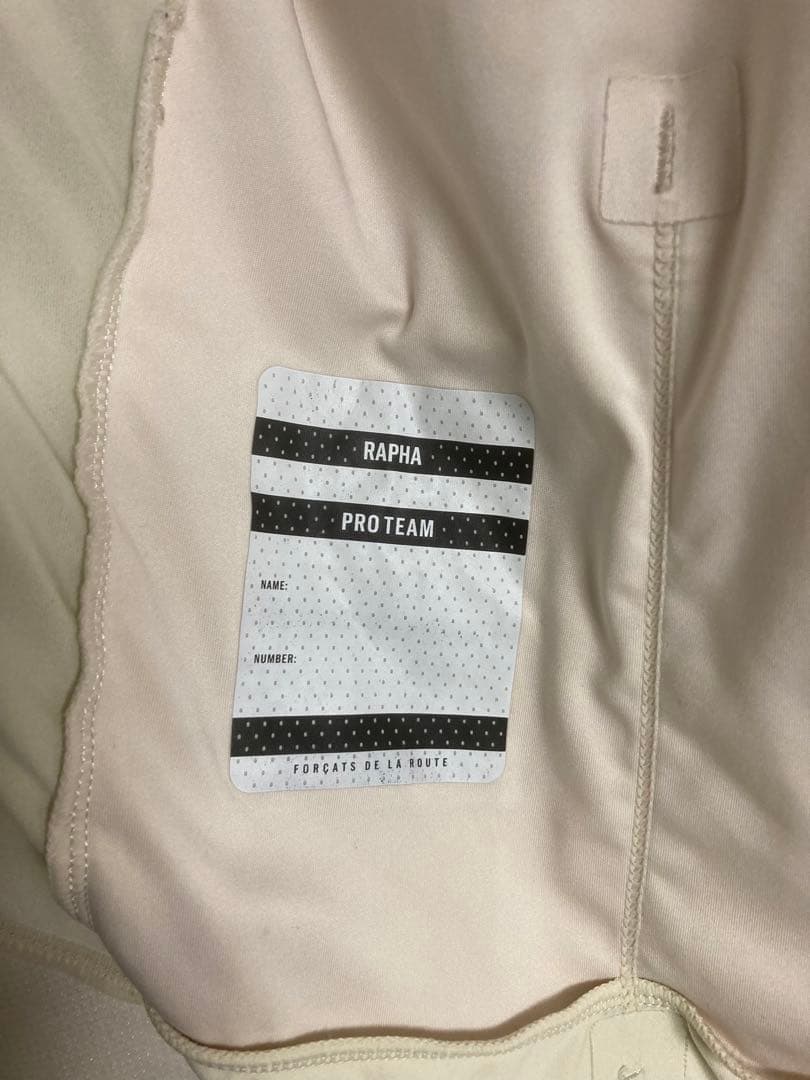 RAPHA
PRO TEAM
NAME:
NUMBER:
FORÇATS DE LA ROUTE